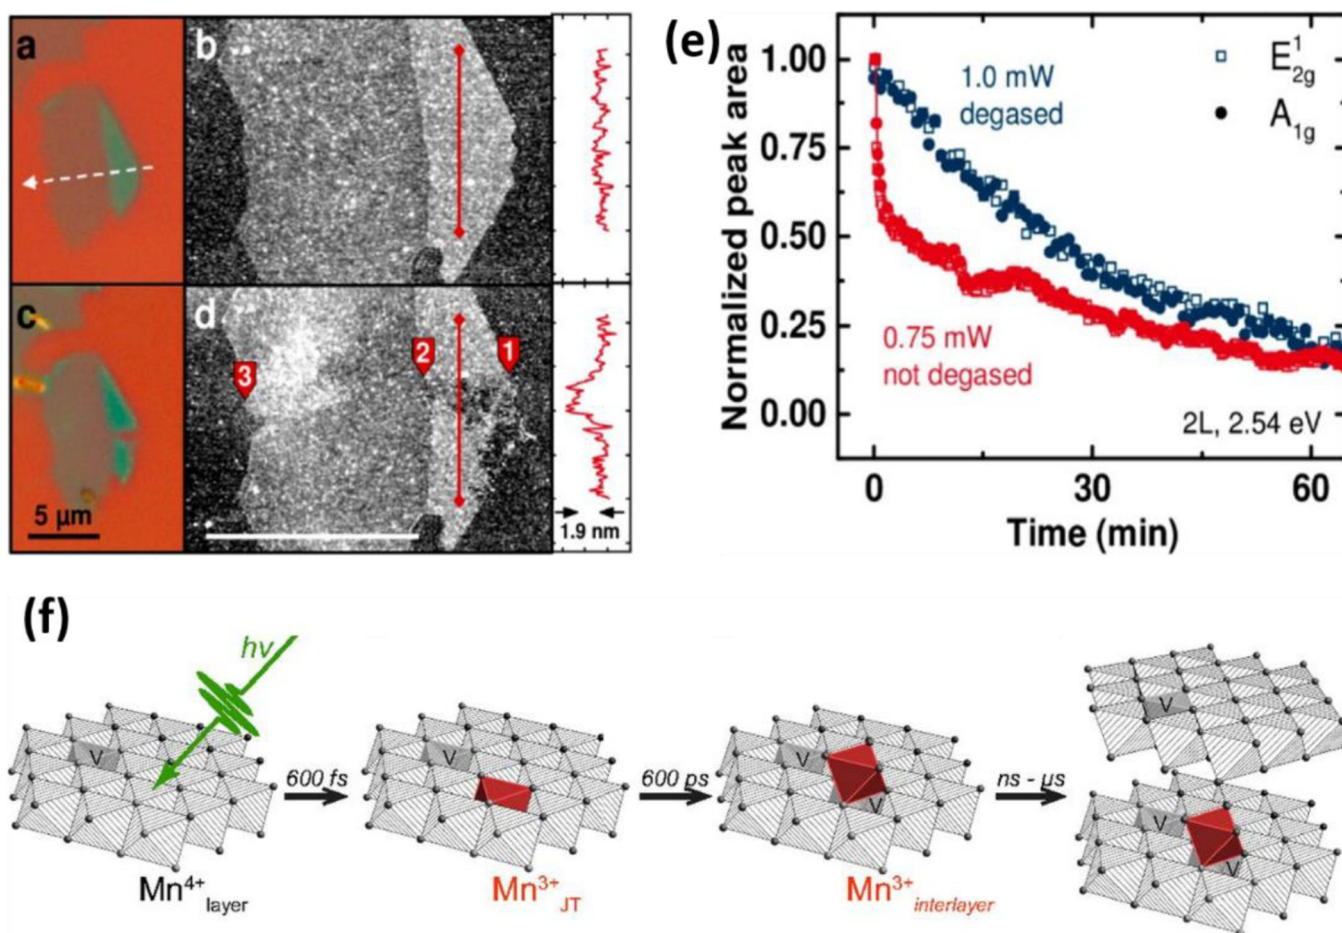 a
b
c
5 μm
d
3
2
1
1.9 nm
(e)
Normalized peak area
1.00
0.75
0.50
0.25
0.00
1.0 mW
degased
E¹2g
A1g
0.75 mW
not degased
2L, 2.54 eV
0
30
60
Time (min)
(f)
hν
V
Mn⁴⁺layer
600 fs
V
Mn³⁺JT
600 ps
V
V
Mn³⁺interlayer
ns - μs
V
V
V